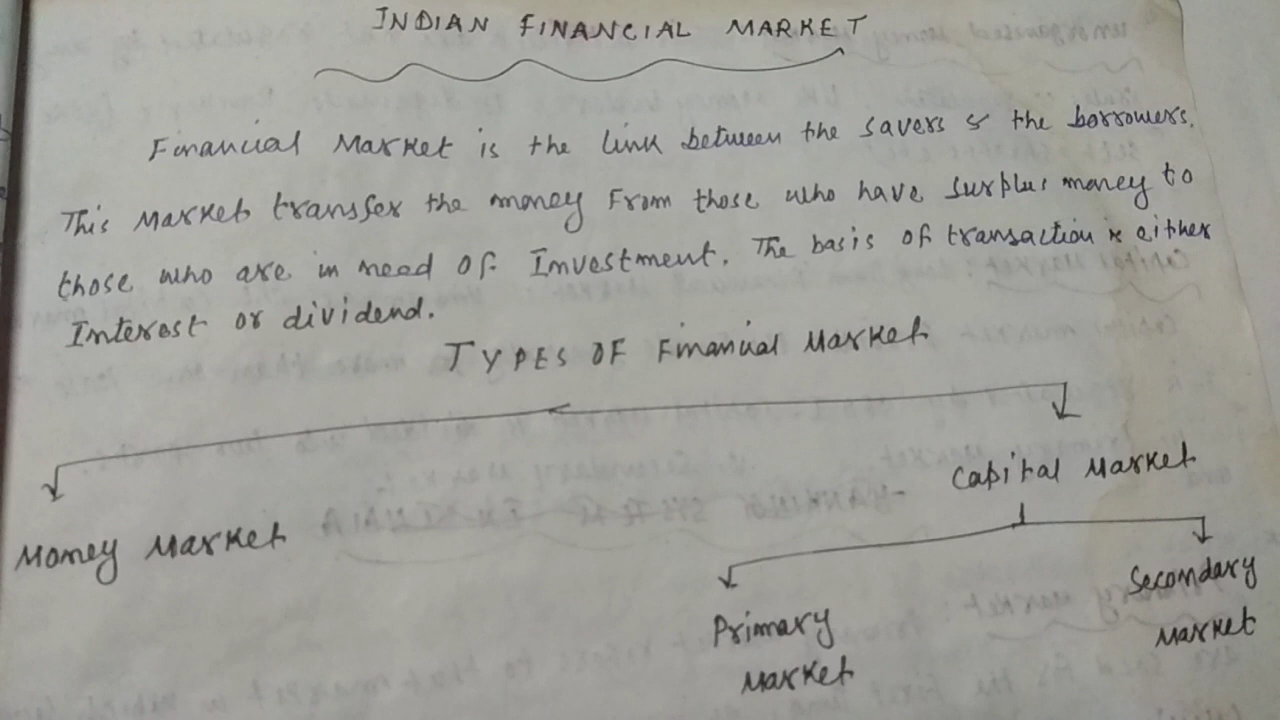 INDIAN FINANCIAL MARKET
Financial Market is the link between the savers & the borrowers.
This Market transfer the money From those who have surplus money to
those who are in need OF Investment. The basis of transaction is either
Interest or dividend.
TYPES OF Financial Market
Money Market
Capital Market
Primary
Market
Secondary
Market